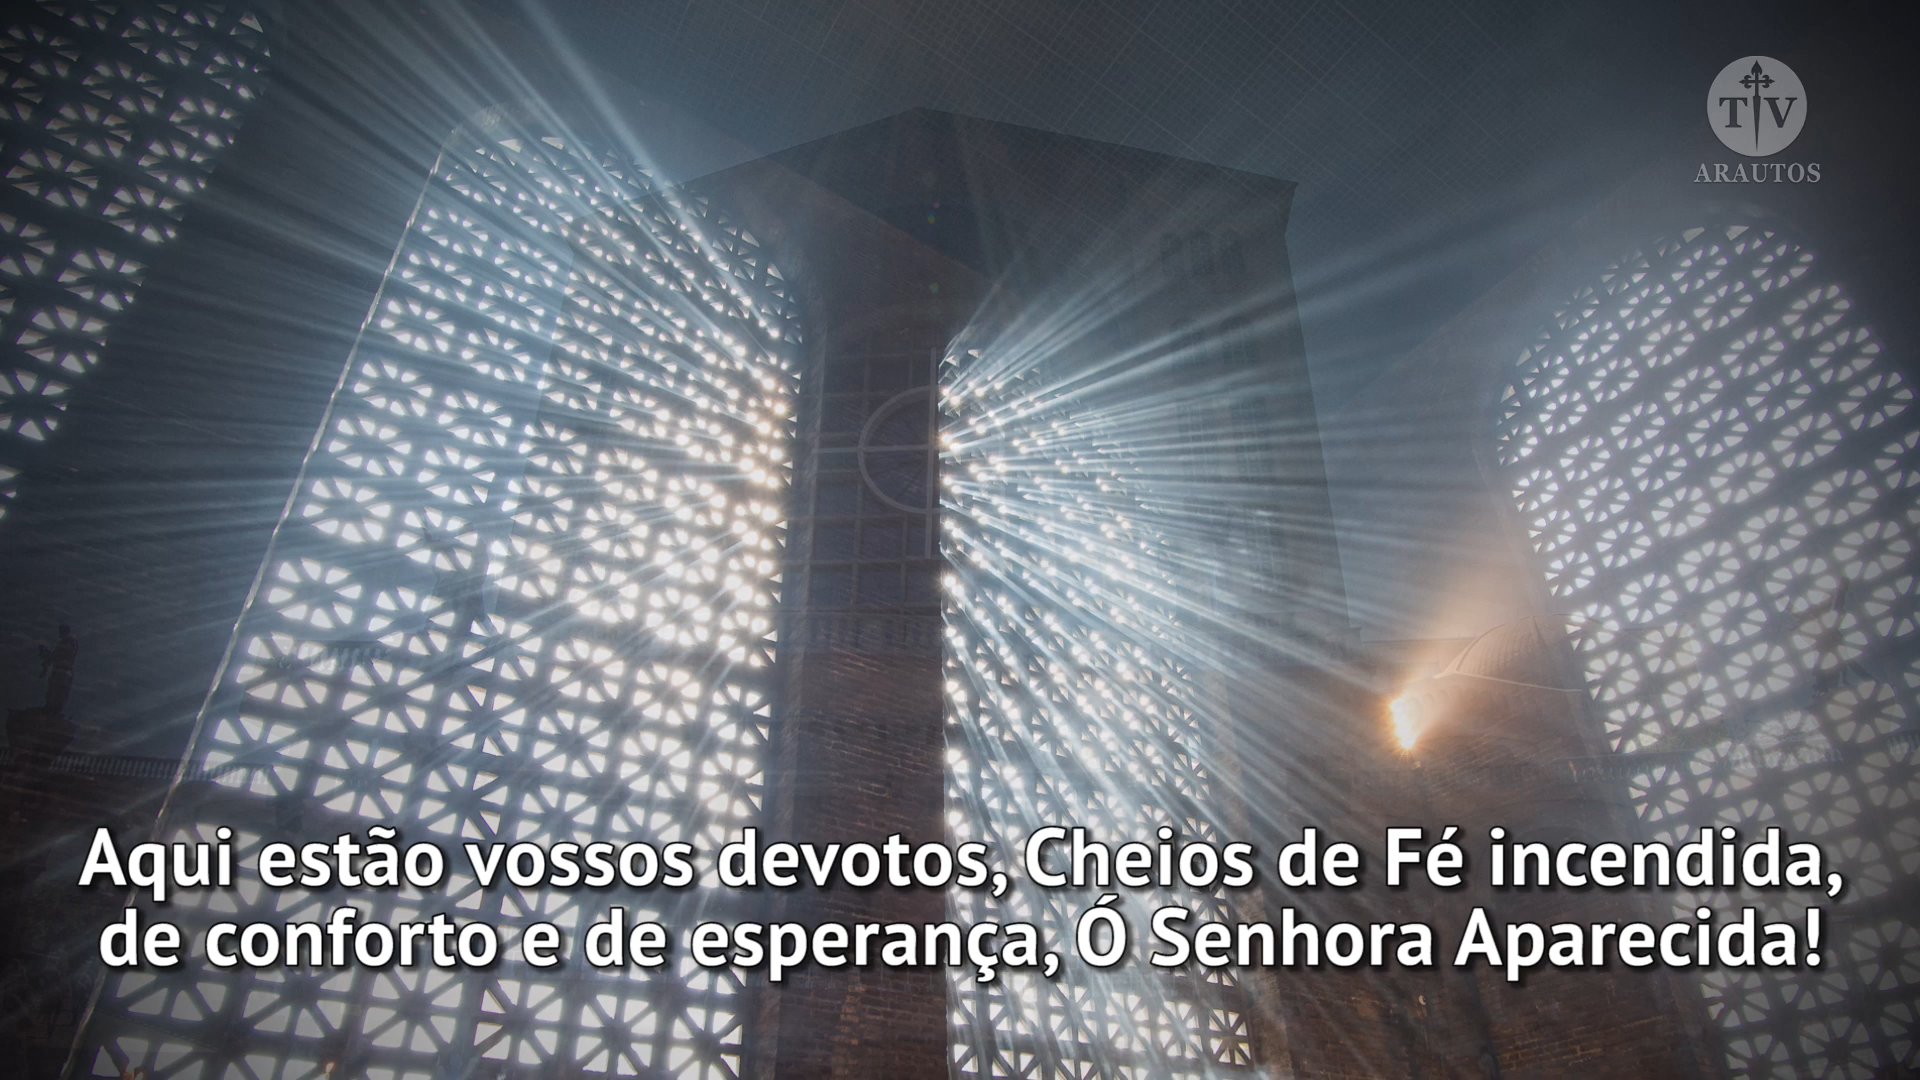 TV
ARAUTOS
Aqui estão vossos devotos, Cheios de Fé incendida,
de conforto e de esperança, Ó Senhora Aparecida!